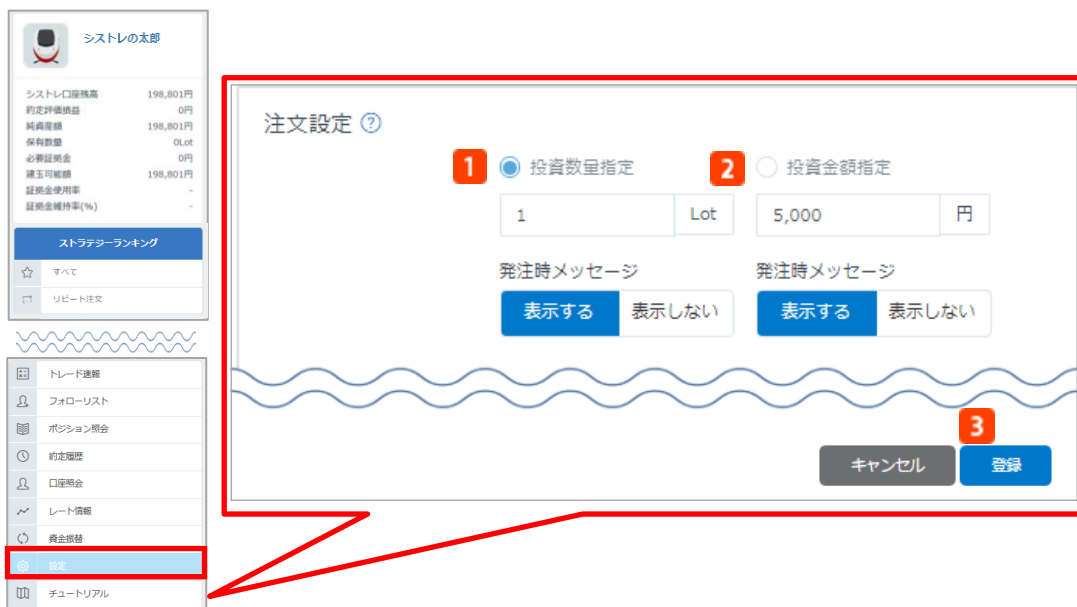 シストレの太郎
シストレ口座残高 198,801円
約定評価損益 0円
純資産額 198,801円
保有数量 0Lot
必要証拠金 0円
建玉可能額 198,801円
証拠金使用率 -
証拠金維持率(%) -
ストラテジーランキング
すべて
リピート注文
トレード速報
フォローリスト
ポジション照会
約定履歴
口座照会
レート情報
資金振替
設定
チュートリアル
注文設定 ?
1 投資数量指定 2 投資金額指定
1 Lot 5,000 円
発注時メッセージ 発注時メッセージ
表示する 表示しない 表示する 表示しない
3
キャンセル 登録